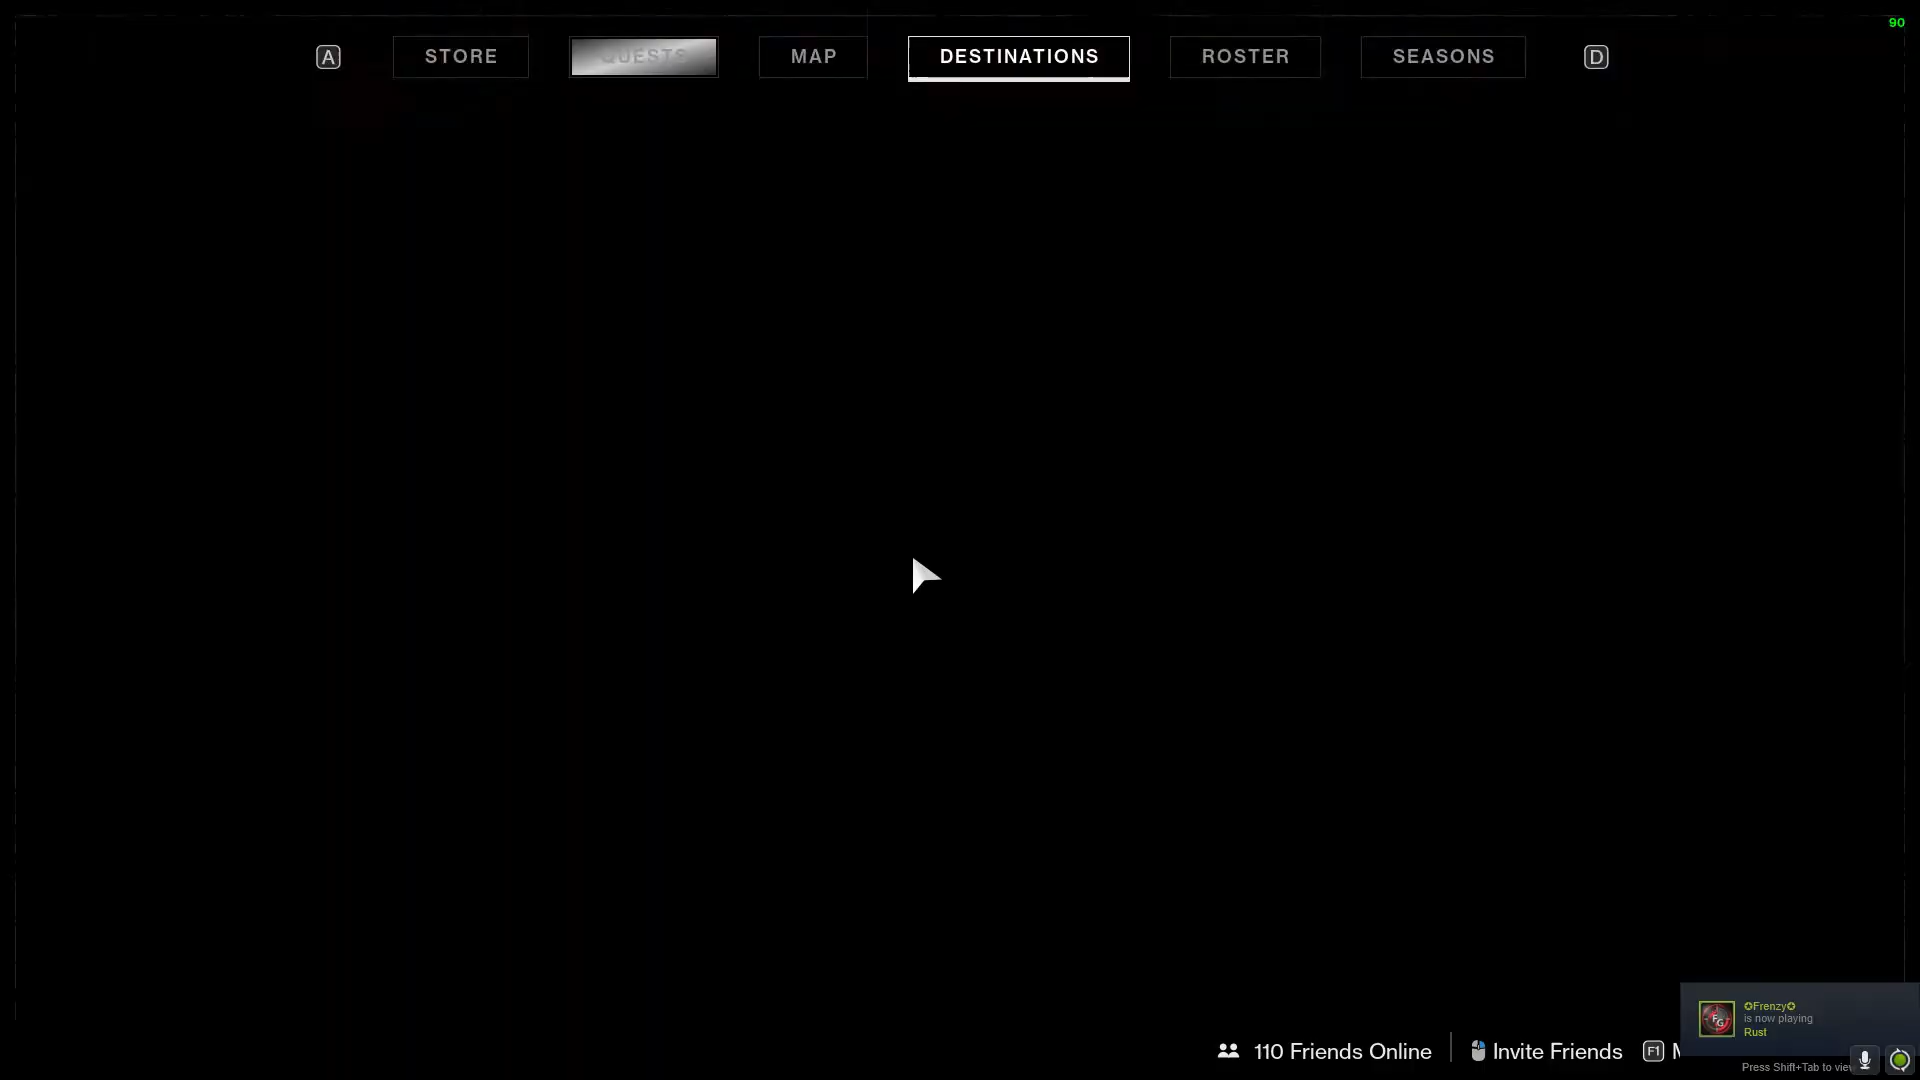 90
A STORE QUESTS MAP DESTINATIONS ROSTER SEASONS D
✪Frenzy✪
is now playing
Rust
110 Friends Online Invite Friends F1
Press Shift+Tab to view